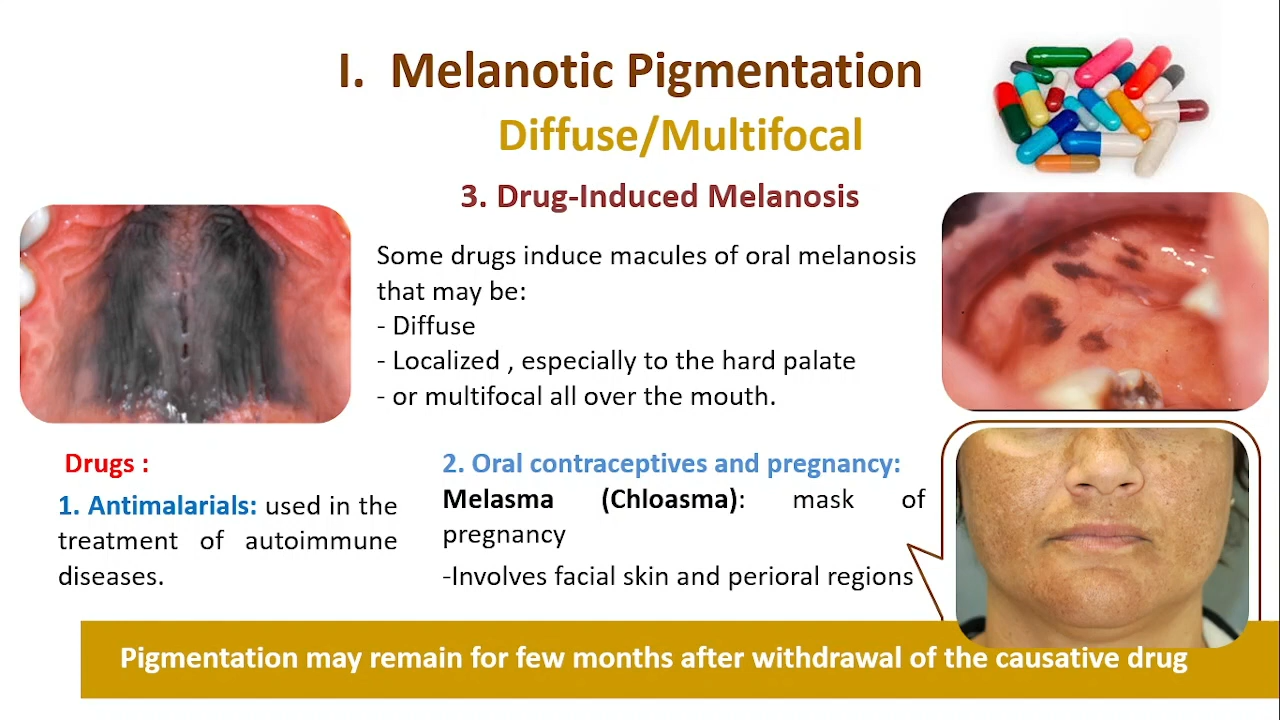 I. Melanotic Pigmentation
Diffuse/Multifocal
3. Drug-Induced Melanosis
Some drugs induce macules of oral melanosis
that may be:
- Diffuse
- Localized , especially to the hard palate
- or multifocal all over the mouth.
Drugs :
1. Antimalarials: used in the
treatment of autoimmune
diseases.
2. Oral contraceptives and pregnancy:
Melasma (Chloasma): mask of
pregnancy
-Involves facial skin and perioral regions
Pigmentation may remain for few months after withdrawal of the causative drug